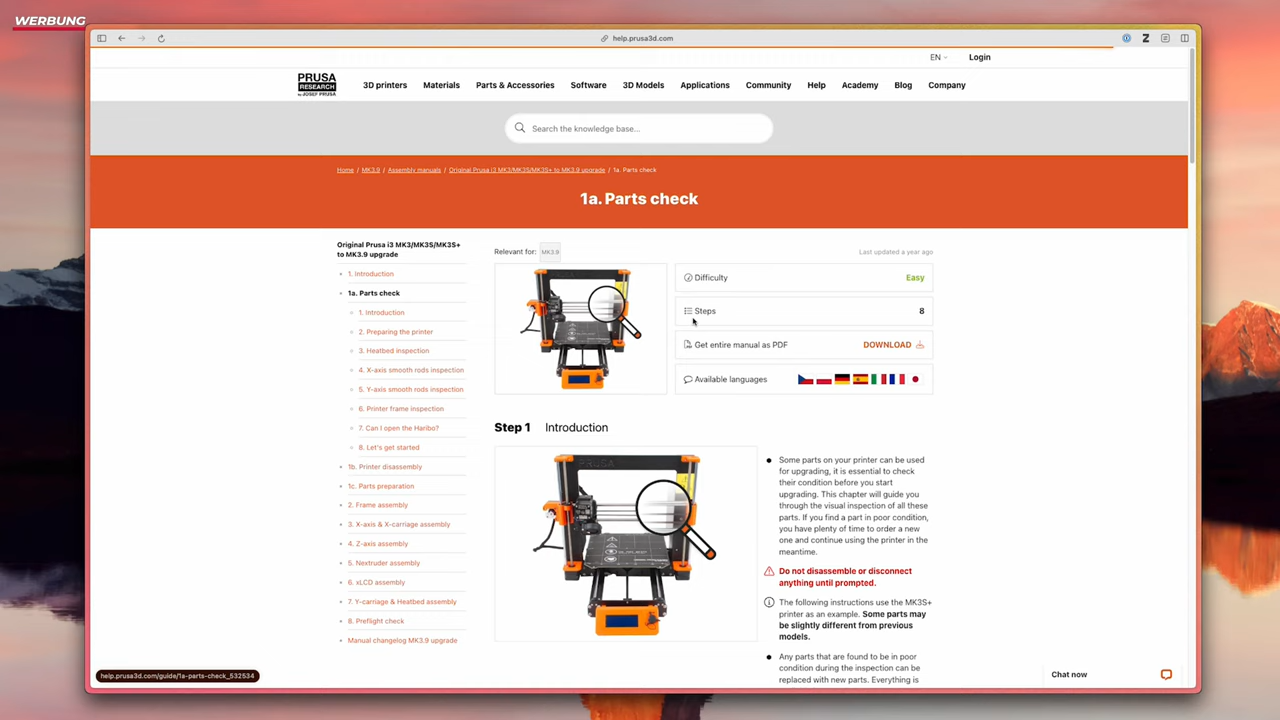 WERBUNG
help.prusa3d.com
EN
Login
PRUSA
RESEARCH
by JOSEF PRUSA
3D printers
Materials
Parts & Accessories
Software
3D Models
Applications
Community
Help
Academy
Blog
Company
Search the knowledge base...
Home / MK3.9 / Assembly manuals / Original Prusa i3 MK3/MK3S/MK3S+ to MK3.9 upgrade / 1a. Parts check
1a. Parts check
Original Prusa i3 MK3/MK3S/MK3S+
to MK3.9 upgrade
1. Introduction
1a. Parts check
1. Introduction
2. Preparing the printer
3. Heatbed inspection
4. X-axis smooth rods inspection
5. Y-axis smooth rods inspection
6. Printer frame inspection
7. Can I open the Haribo?
8. Let's get started
1b. Printer disassembly
1c. Parts preparation
2. Frame assembly
3. X-axis & X-carriage assembly
4. Z-axis assembly
5. Nextruder assembly
6. xLCD assembly
7. Y-carriage & Heatbed assembly
8. Preflight check
Manual changelog MK3.9 upgrade
Relevant for: MK3.9
Last updated a year ago
Difficulty
Easy
Steps
8
Get entire manual as PDF
DOWNLOAD
Available languages
Step 1 Introduction
PRUSA
Some parts on your printer can be used
for upgrading, it is essential to check
their condition before you start
upgrading. This chapter will guide you
through the visual inspection of all these
parts. If you find a part in poor condition,
you have plenty of time to order a new
one and continue using the printer in the
meantime.
Do not disassemble or disconnect
anything until prompted.
The following instructions use the MK3S+
printer as an example. Some parts may
be slightly different from previous
models.
Any parts that are found to be in poor
condition during the inspection can be
replaced with new parts. Everything is
help.prusa3d.com/guide/1a-parts-check_532534
Chat now